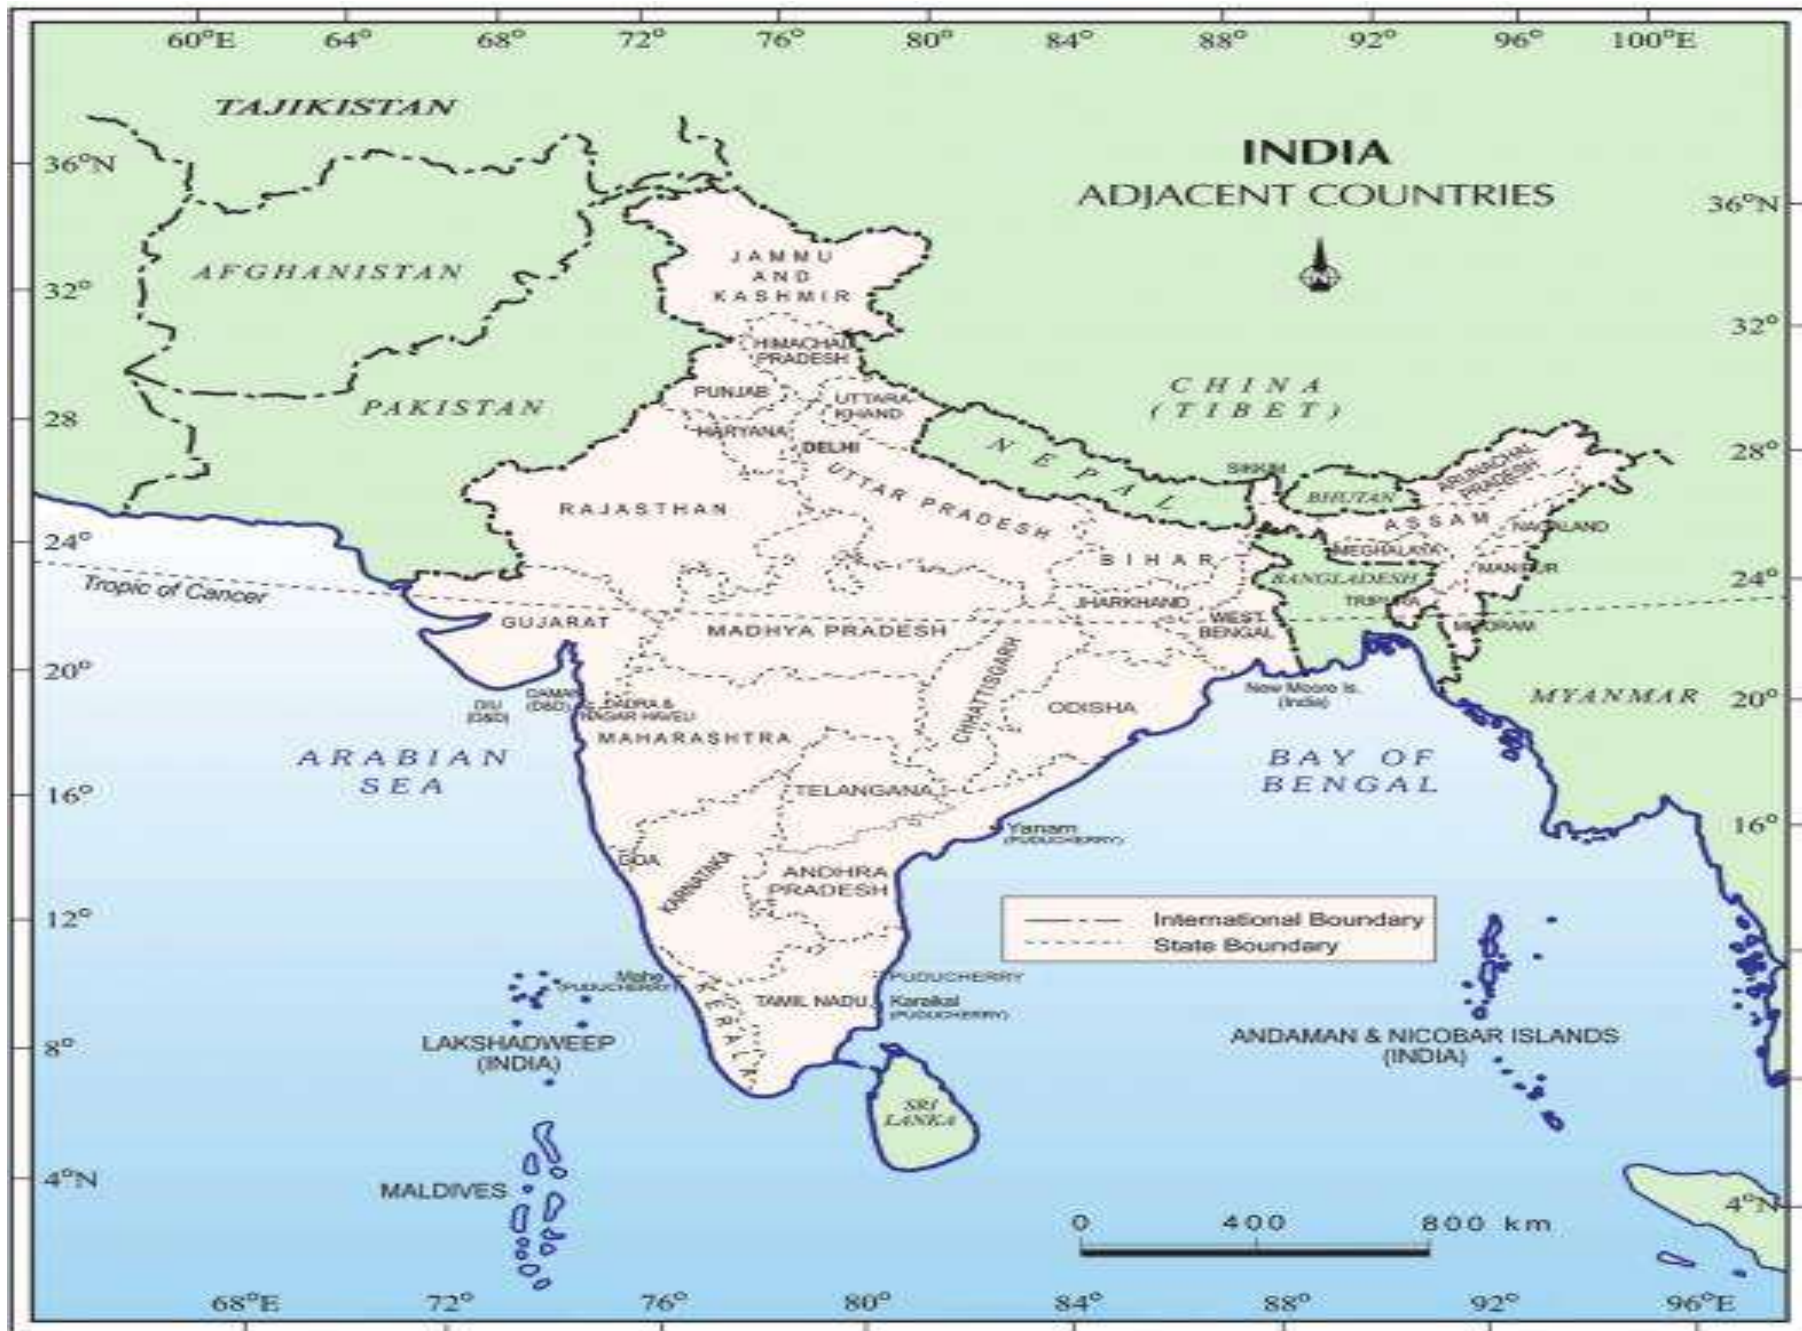 60°E 64° 68° 72° 76° 80° 84° 88° 92° 96° 100°E
TAJIKISTAN
INDIA
ADJACENT COUNTRIES
36°N
36°N
AFGHANISTAN
JAMMU
AND
KASHMIR
32°
32°
HIMACHAL
PRADESH
CHINA
(TIBET)
PAKISTAN
PUNJAB
UTTARA
KHAND
28°
28°
HARYANA
DELHI
NEPAL
SIKKIM
ARUNACHAL
PRADESH
BHUTAN
RAJASTHAN
UTTAR PRADESH
ASSAM
NAGALAND
24°
24°
BIHAR
MEGHALAYA
MANIPUR
BANGLADESH
Tropic of Cancer
JHARKHAND
TRIPURA
GUJARAT
MADHYA PRADESH
WEST
BENGAL
MIZORAM
20°
20°
CHHATTISGARH
DIU
(D&D)
DAMAN
(D&D)
DADRA &
NAGAR HAVELI
ODISHA
New Moore Is.
(India)
MYANMAR
MAHARASHTRA
ARABIAN
SEA
BAY OF
BENGAL
16°
16°
TELANGANA
Yanam
(PUDUCHERRY)
GOA
KARNATAKA
ANDHRA
PRADESH
12°
International Boundary
State Boundary
Mahe
(PUDUCHERRY)
PUDUCHERRY
KERALA
TAMIL NADU
Karaikal
(PUDUCHERRY)
LAKSHADWEEP
(INDIA)
ANDAMAN & NICOBAR ISLANDS
(INDIA)
8°
SRI
LANKA
MALDIVES
4°N
4°N
0 400 800 km
68°E 72° 76° 80° 84° 88° 92° 96°E